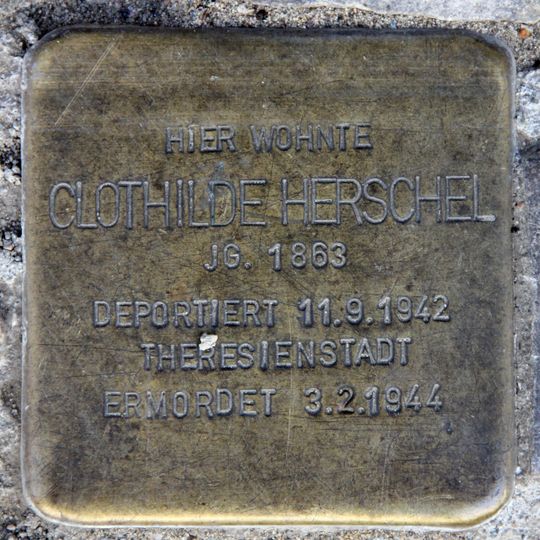 HIER WOHNTE
CLOTHILDE HERSCHEL
JG. 1863
DEPORTIERT 11.9.1942
THERESIENSTADT
ERMORDET 3.2.1944